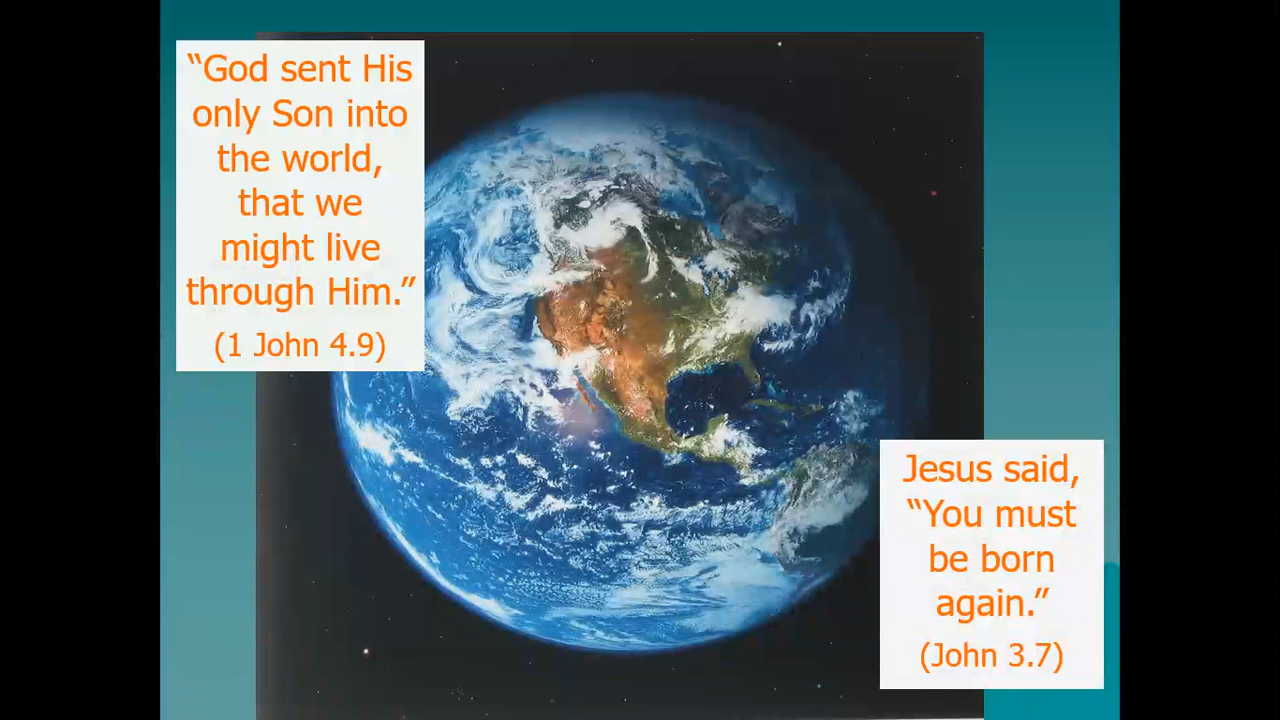 “God sent His
only Son into
the world,
that we
might live
through Him.”
(1 John 4.9)
Jesus said,
“You must
be born
again.”
(John 3.7)